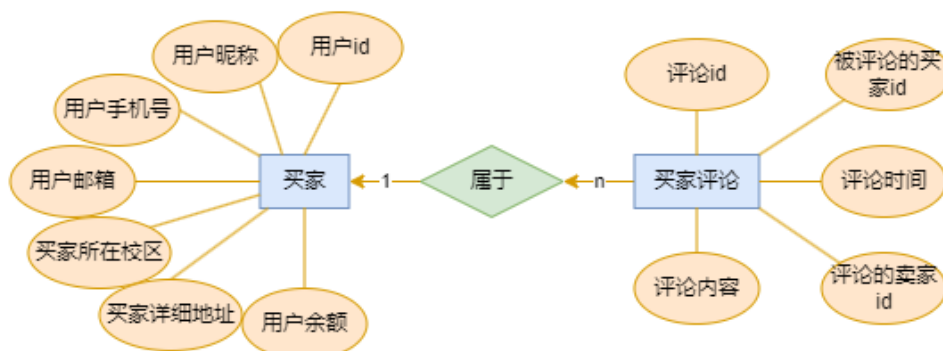 用户昵称
用户id
用户手机号
用户邮箱
买家所在校区
买家详细地址
用户余额
买家
1
属于
n
买家评论
评论id
被评论的买
家id
评论时间
评论的卖家
id
评论内容